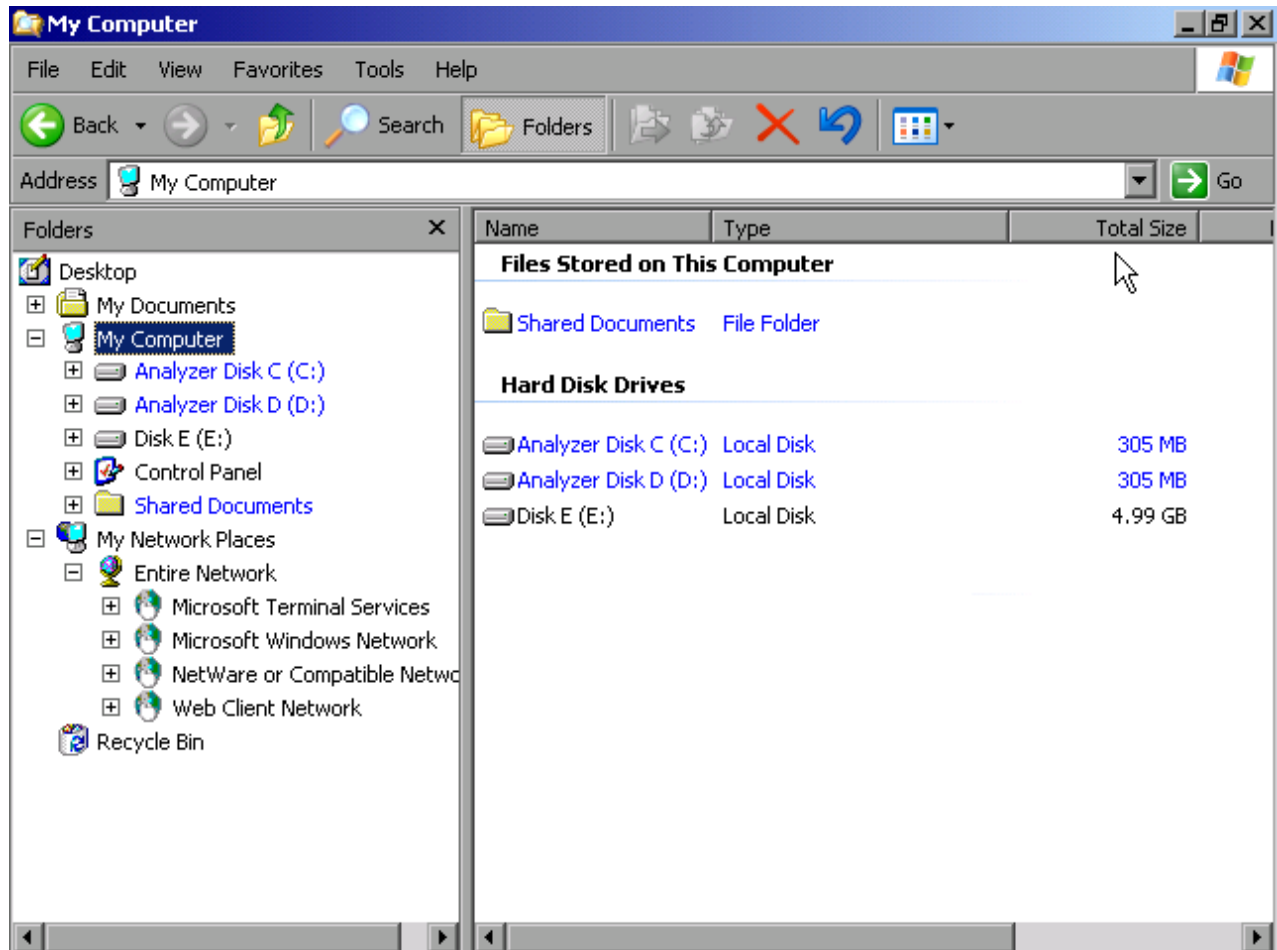 My Computer
File Edit View Favorites Tools Help
Back Search Folders
Address My Computer Go
Folders
Desktop
My Documents
My Computer
Analyzer Disk C (C:)
Analyzer Disk D (D:)
Disk E (E:)
Control Panel
Shared Documents
My Network Places
Entire Network
Microsoft Terminal Services
Microsoft Windows Network
NetWare or Compatible Netwo
Web Client Network
Recycle Bin
Name Type Total Size
Files Stored on This Computer
Shared Documents File Folder
Hard Disk Drives
Analyzer Disk C (C:) Local Disk 305 MB
Analyzer Disk D (D:) Local Disk 305 MB
Disk E (E:) Local Disk 4.99 GB